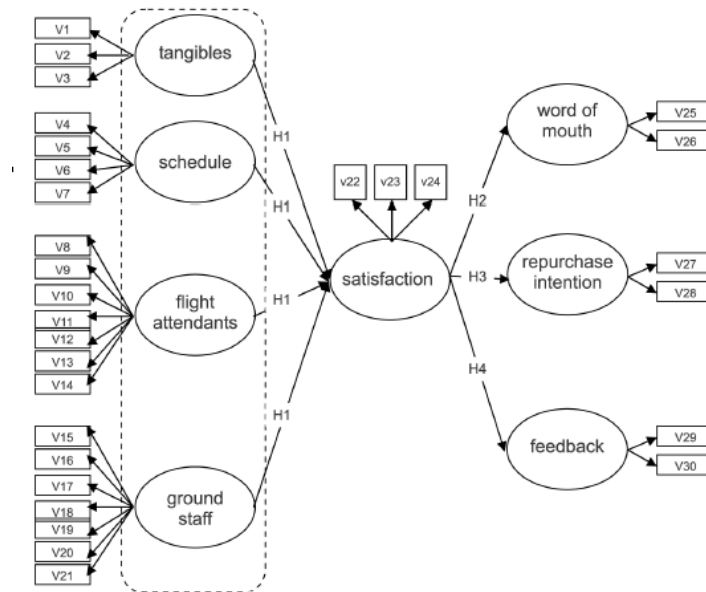 V1
V2
V3
tangibles
V4
V5
V6
V7
schedule
V8
V9
V10
V11
V12
V13
V14
flight
attendants
V15
V16
V17
V18
V19
V20
V21
ground
staff
H1
H1
H1
H1
v22
v23
v24
satisfaction
H2
H3
H4
word of
mouth
V25
V26
repurchase
intention
V27
V28
feedback
V29
V30